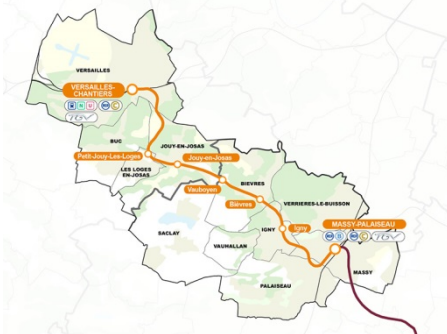 VERSAILLES
VERSAILLES-
CHANTIERS
TGV
BUC
JOUY-EN-JOSAS
Petit-Jouy-Les-Loges
Jouy-en-Josas
LES LOGES
EN-JOSAS
Vauboyen
BIEVRES
Bièvres
VERRIERES-LE-BUISSON
MASSY-PALAISEAU
TGV
IGNY
Igny
SACLAY
VAUHALLAN
PALAISEAU
MASSY